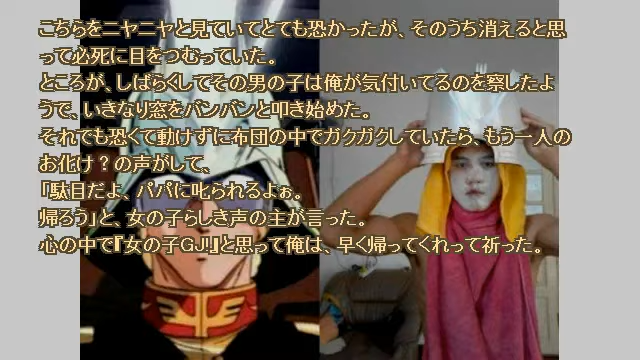 こちらをニヤニヤと見ていてとても恐かったが、そのうち消えると思
って必死に目をつむっていた。
ところが、しばらくしてその男の子は俺が気付いてるのを察したよ
うで、いきなり窓をバンバンと叩き始めた。
それでも恐くて動けずに布団の中でガクガクしていたら、もう一人の
お化け？の声がして、
「駄目だよ、パパに叱られるよぉ。
帰ろう」と、女の子らしき声の主が言った。
心の中で『女の子GJ!!』と思って俺は、早く帰ってくれって祈った。